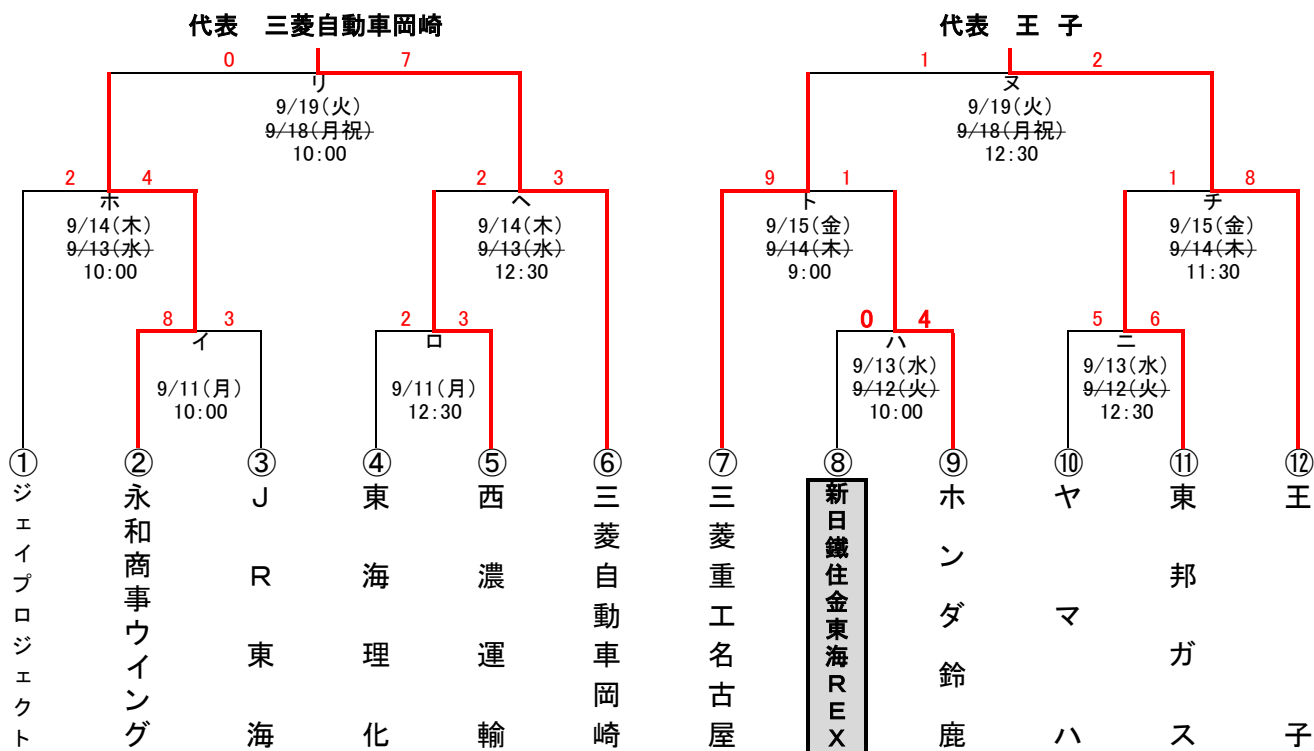 代表　三菱自動車岡崎
代表　王　子
0 7
1 2
リ
9/19(火)
9/18(月祝)
10:00
ヌ
9/19(火)
9/18(月祝)
12:30
2 4
ホ
9/14(木)
9/13(水)
10:00
2 3
ヘ
9/14(木)
9/13(水)
12:30
9 1
ト
9/15(金)
9/14(木)
9:00
1 8
チ
9/15(金)
9/14(木)
11:30
8 3
イ
9/11(月)
10:00
2 3
ロ
9/11(月)
12:30
0 4
ハ
9/13(水)
9/12(火)
10:00
5 6
ニ
9/13(水)
9/12(火)
12:30
①
ジェイプロジェクト
②
永和商事ウイング
③
JR東海
④
東海理化
⑤
西濃運輸
⑥
三菱自動車岡崎
⑦
三菱重工名古屋
⑧
新日鐵住金東海REX
⑨
ホンダ鈴鹿
⑩
ヤマハ
⑪
東邦ガス
⑫
王子